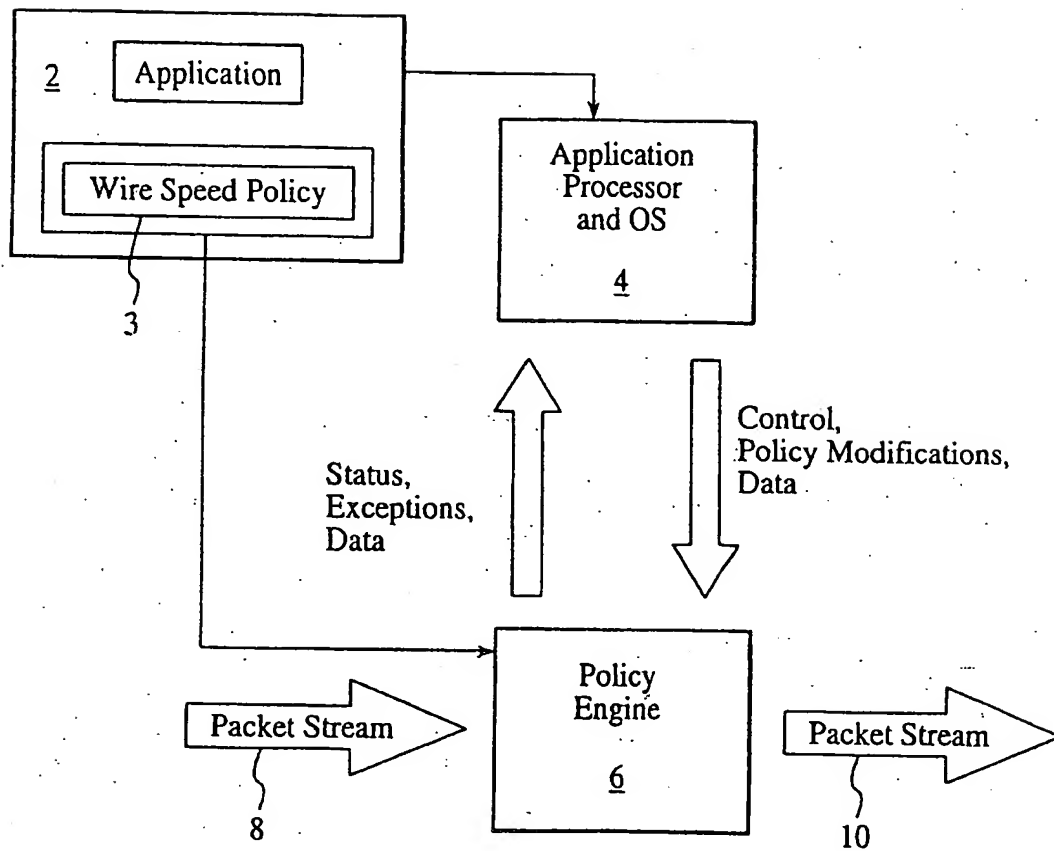 2
Application
Wire Speed Policy
3
Application
Processor
and OS
4
Status,
Exceptions,
Data
Control,
Policy Modifications,
Data
Policy
Engine
6
Packet Stream
8
Packet Stream
10